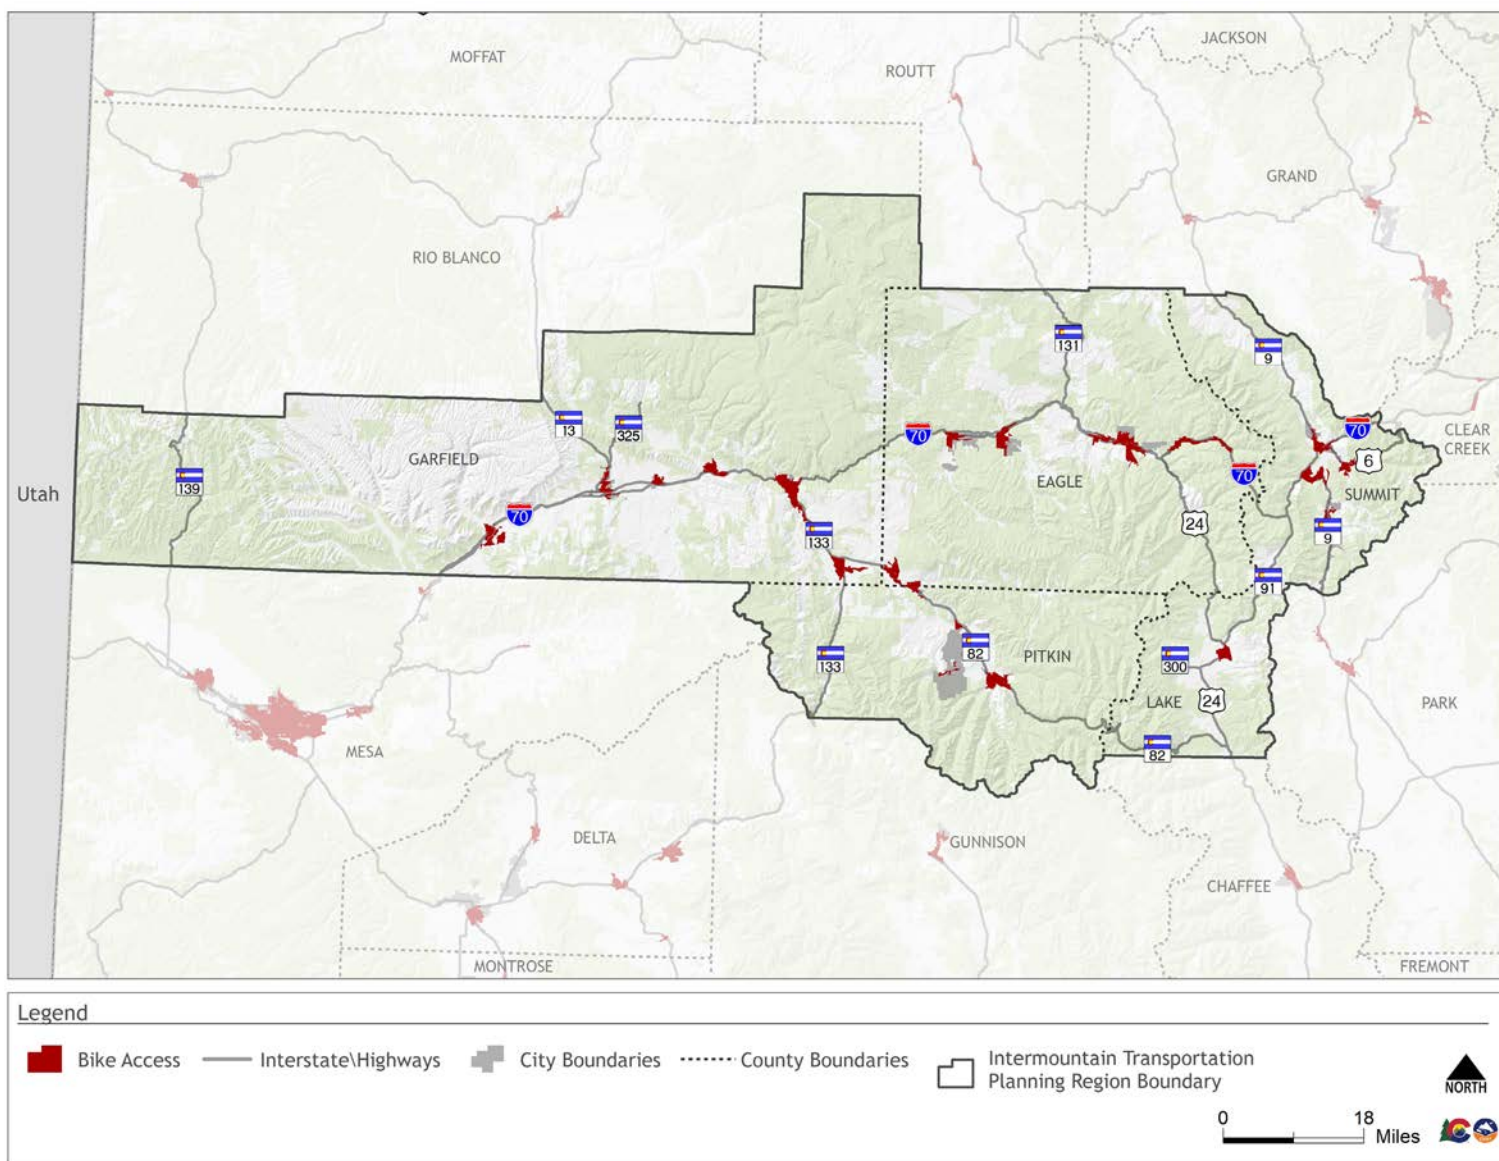 MOFFAT
ROUTT
JACKSON
GRAND
RIO BLANCO
131
9
13
325
70
70
CLEAR
CREEK
GARFIELD
6
139
Utah
EAGLE
70
SUMMIT
70
24
133
9
91
82
133
PITKIN
300
LAKE
24
PARK
MESA
82
DELTA
GUNNISON
CHAFFEE
MONTROSE
FREMONT
Legend
Bike Access
Interstate\Highways
City Boundaries
County Boundaries
Intermountain Transportation
Planning Region Boundary
NORTH
0 18
Miles